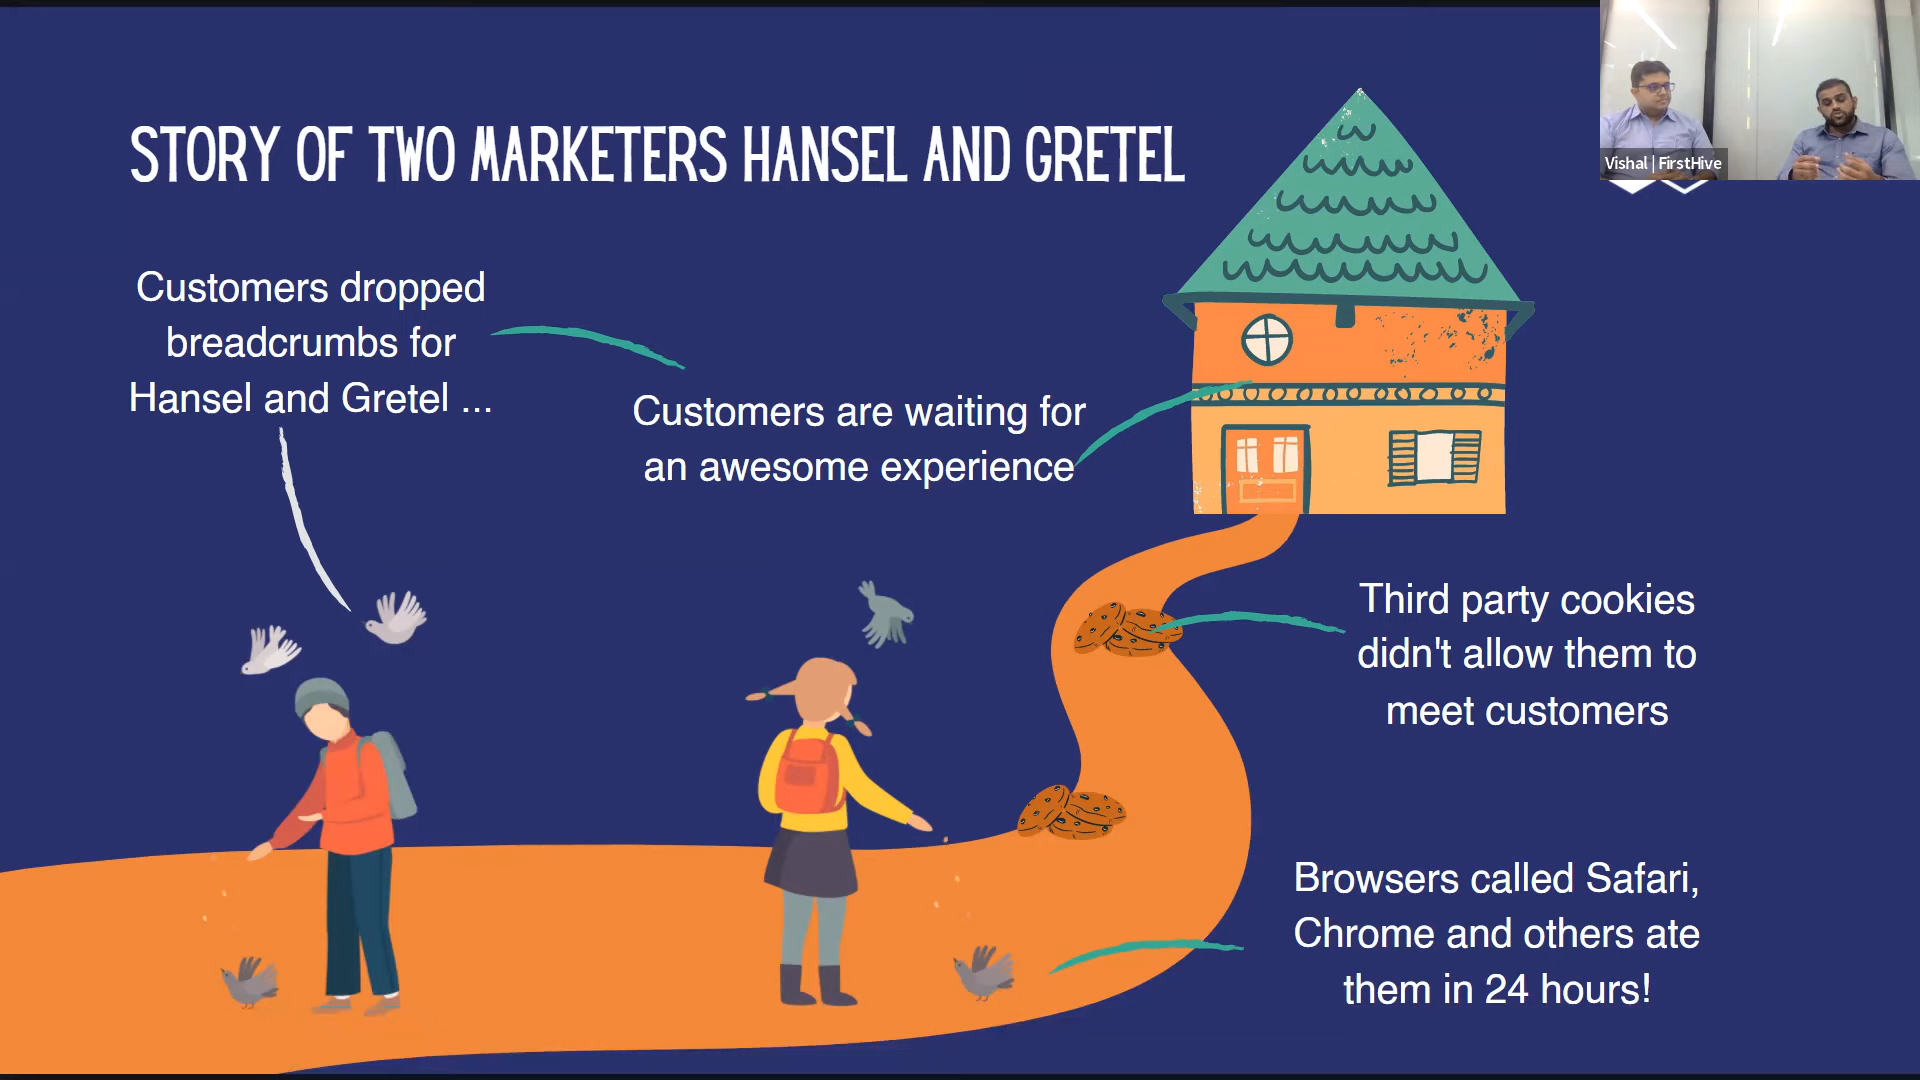 STORY OF TWO MARKETERS HANSEL AND GRETEL
Vishal | FirstHive
Customers dropped
breadcrumbs for
Hansel and Gretel ...
Customers are waiting for
an awesome experience
Third party cookies
didn't allow them to
meet customers
Browsers called Safari,
Chrome and others ate
them in 24 hours!